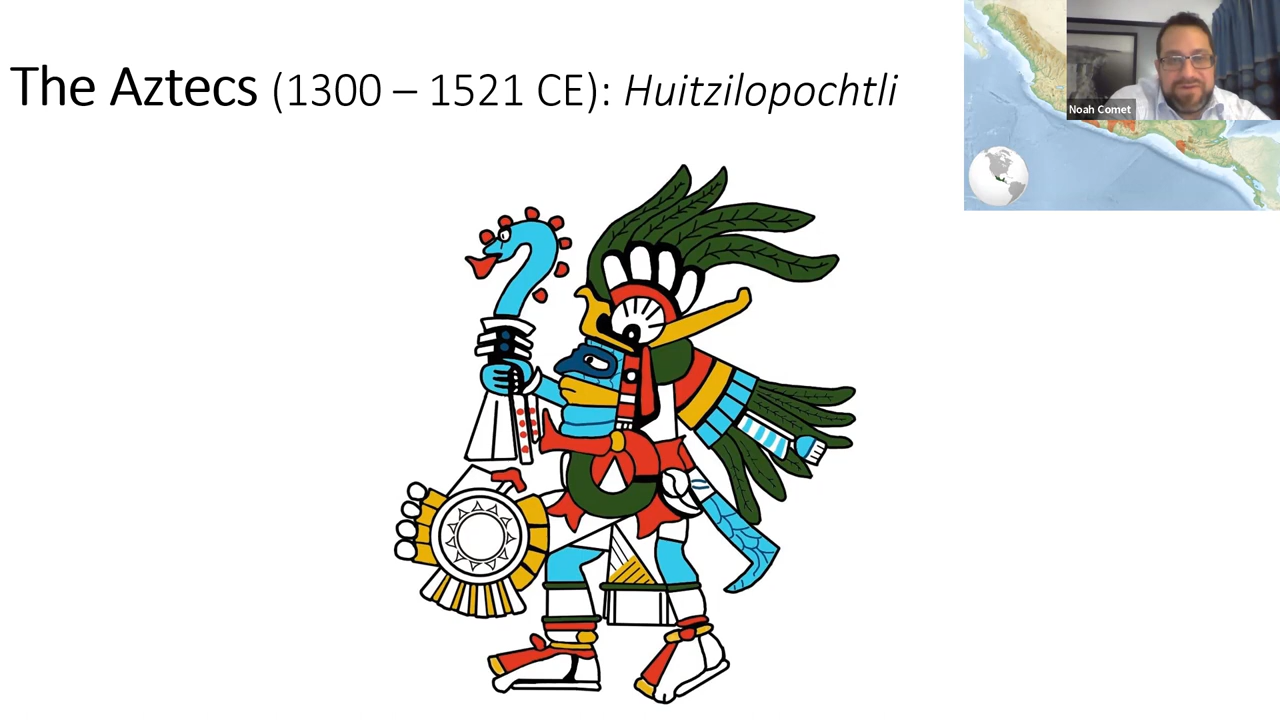 The Aztecs (1300 – 1521 CE): Huitzilopochtli
Noah Comet